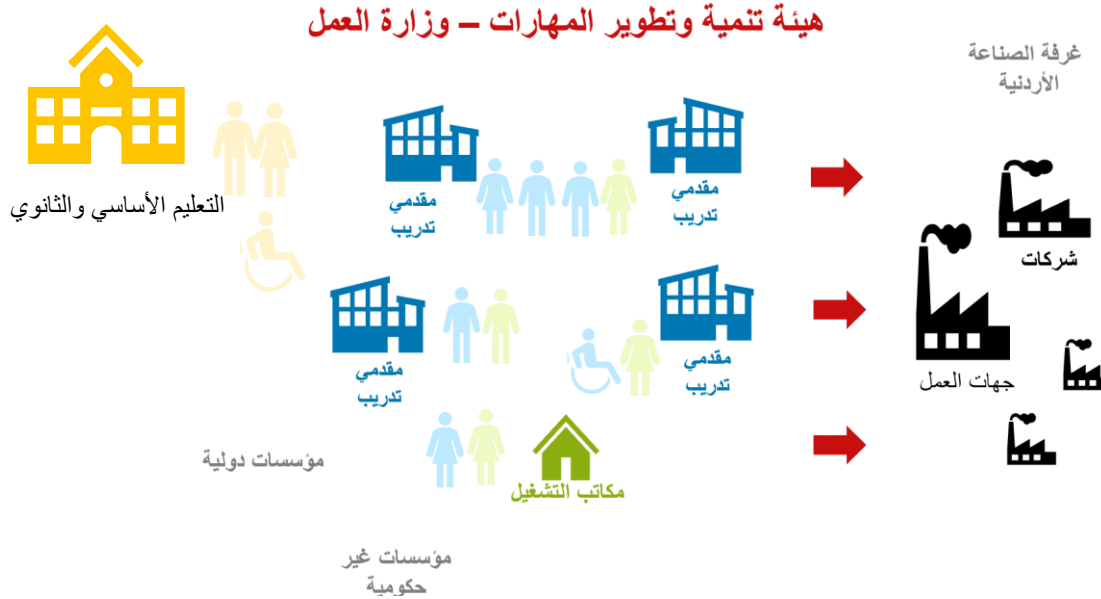 هيئة تنمية وتطوير المهارات – وزارة العمل
غرفة الصناعة
الأردنية
التعليم الأساسي والثانوي
مقدمي
تدريب
مقدمي
تدريب
شركات
مقدمي
تدريب
مقدمي
تدريب
جهات العمل
مؤسسات دولية
مكاتب التشغيل
مؤسسات غير
حكومية